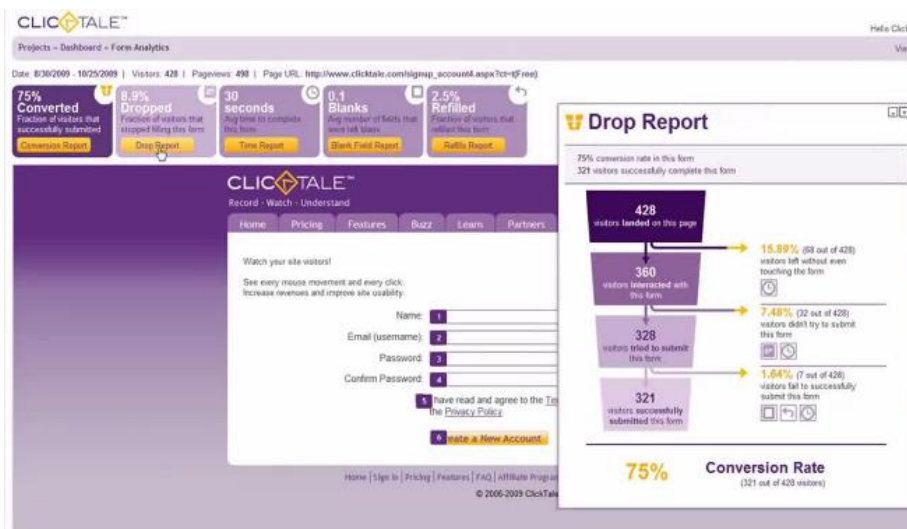 CLICKTALE™
Hello Click
Projects » Dashboard » Form Analytics
Date: 8/30/2009 - 10/25/2009 | Visitors: 428 | Pageviews: 498 | Page URL: http://www.clicktale.com/signup_account4.aspx?ct=t(Free)
75%
Converted
Fraction of visitors that
successfully submitted
Conversion Report
8.9%
Dropped
Fraction of visitors that
stopped filling this form
Drop Report
30
seconds
Avg time to complete
this form
Time Report
0.1
Blanks
Avg number of fields that
were left blank
Blank Field Report
2.5%
Refilled
Fraction of visitors that
refilled this form
Refills Report
CLICKTALE™
Record - Watch - Understand
Home Pricing Features Buzz Learn Partners
Watch your site visitors!
See every mouse movement and every click.
Increase revenues and improve site usability.
Name: 1
Email (username): 2
Password: 3
Confirm Password: 4
5 have read and agree to the
the Privacy Policy
6 eate a New Account
Home | Sign In | Pricing | Features | FAQ | Affiliate Program
© 2006-2009 ClickTale
Drop Report
75% conversion rate in this form
321 visitors successfully complete this form
428
visitors landed on this page
15.89% (68 out of 428)
visitors left without even
touching the form
360
visitors interacted with
this form
7.48% (32 out of 428)
visitors didn't try to submit
this form
328
visitors tried to submit
this form
1.64% (7 out of 428)
visitors fail to successfully
submit this form
321
visitors successfully
submitted this form
75% Conversion Rate
(321 out of 428 visitors)